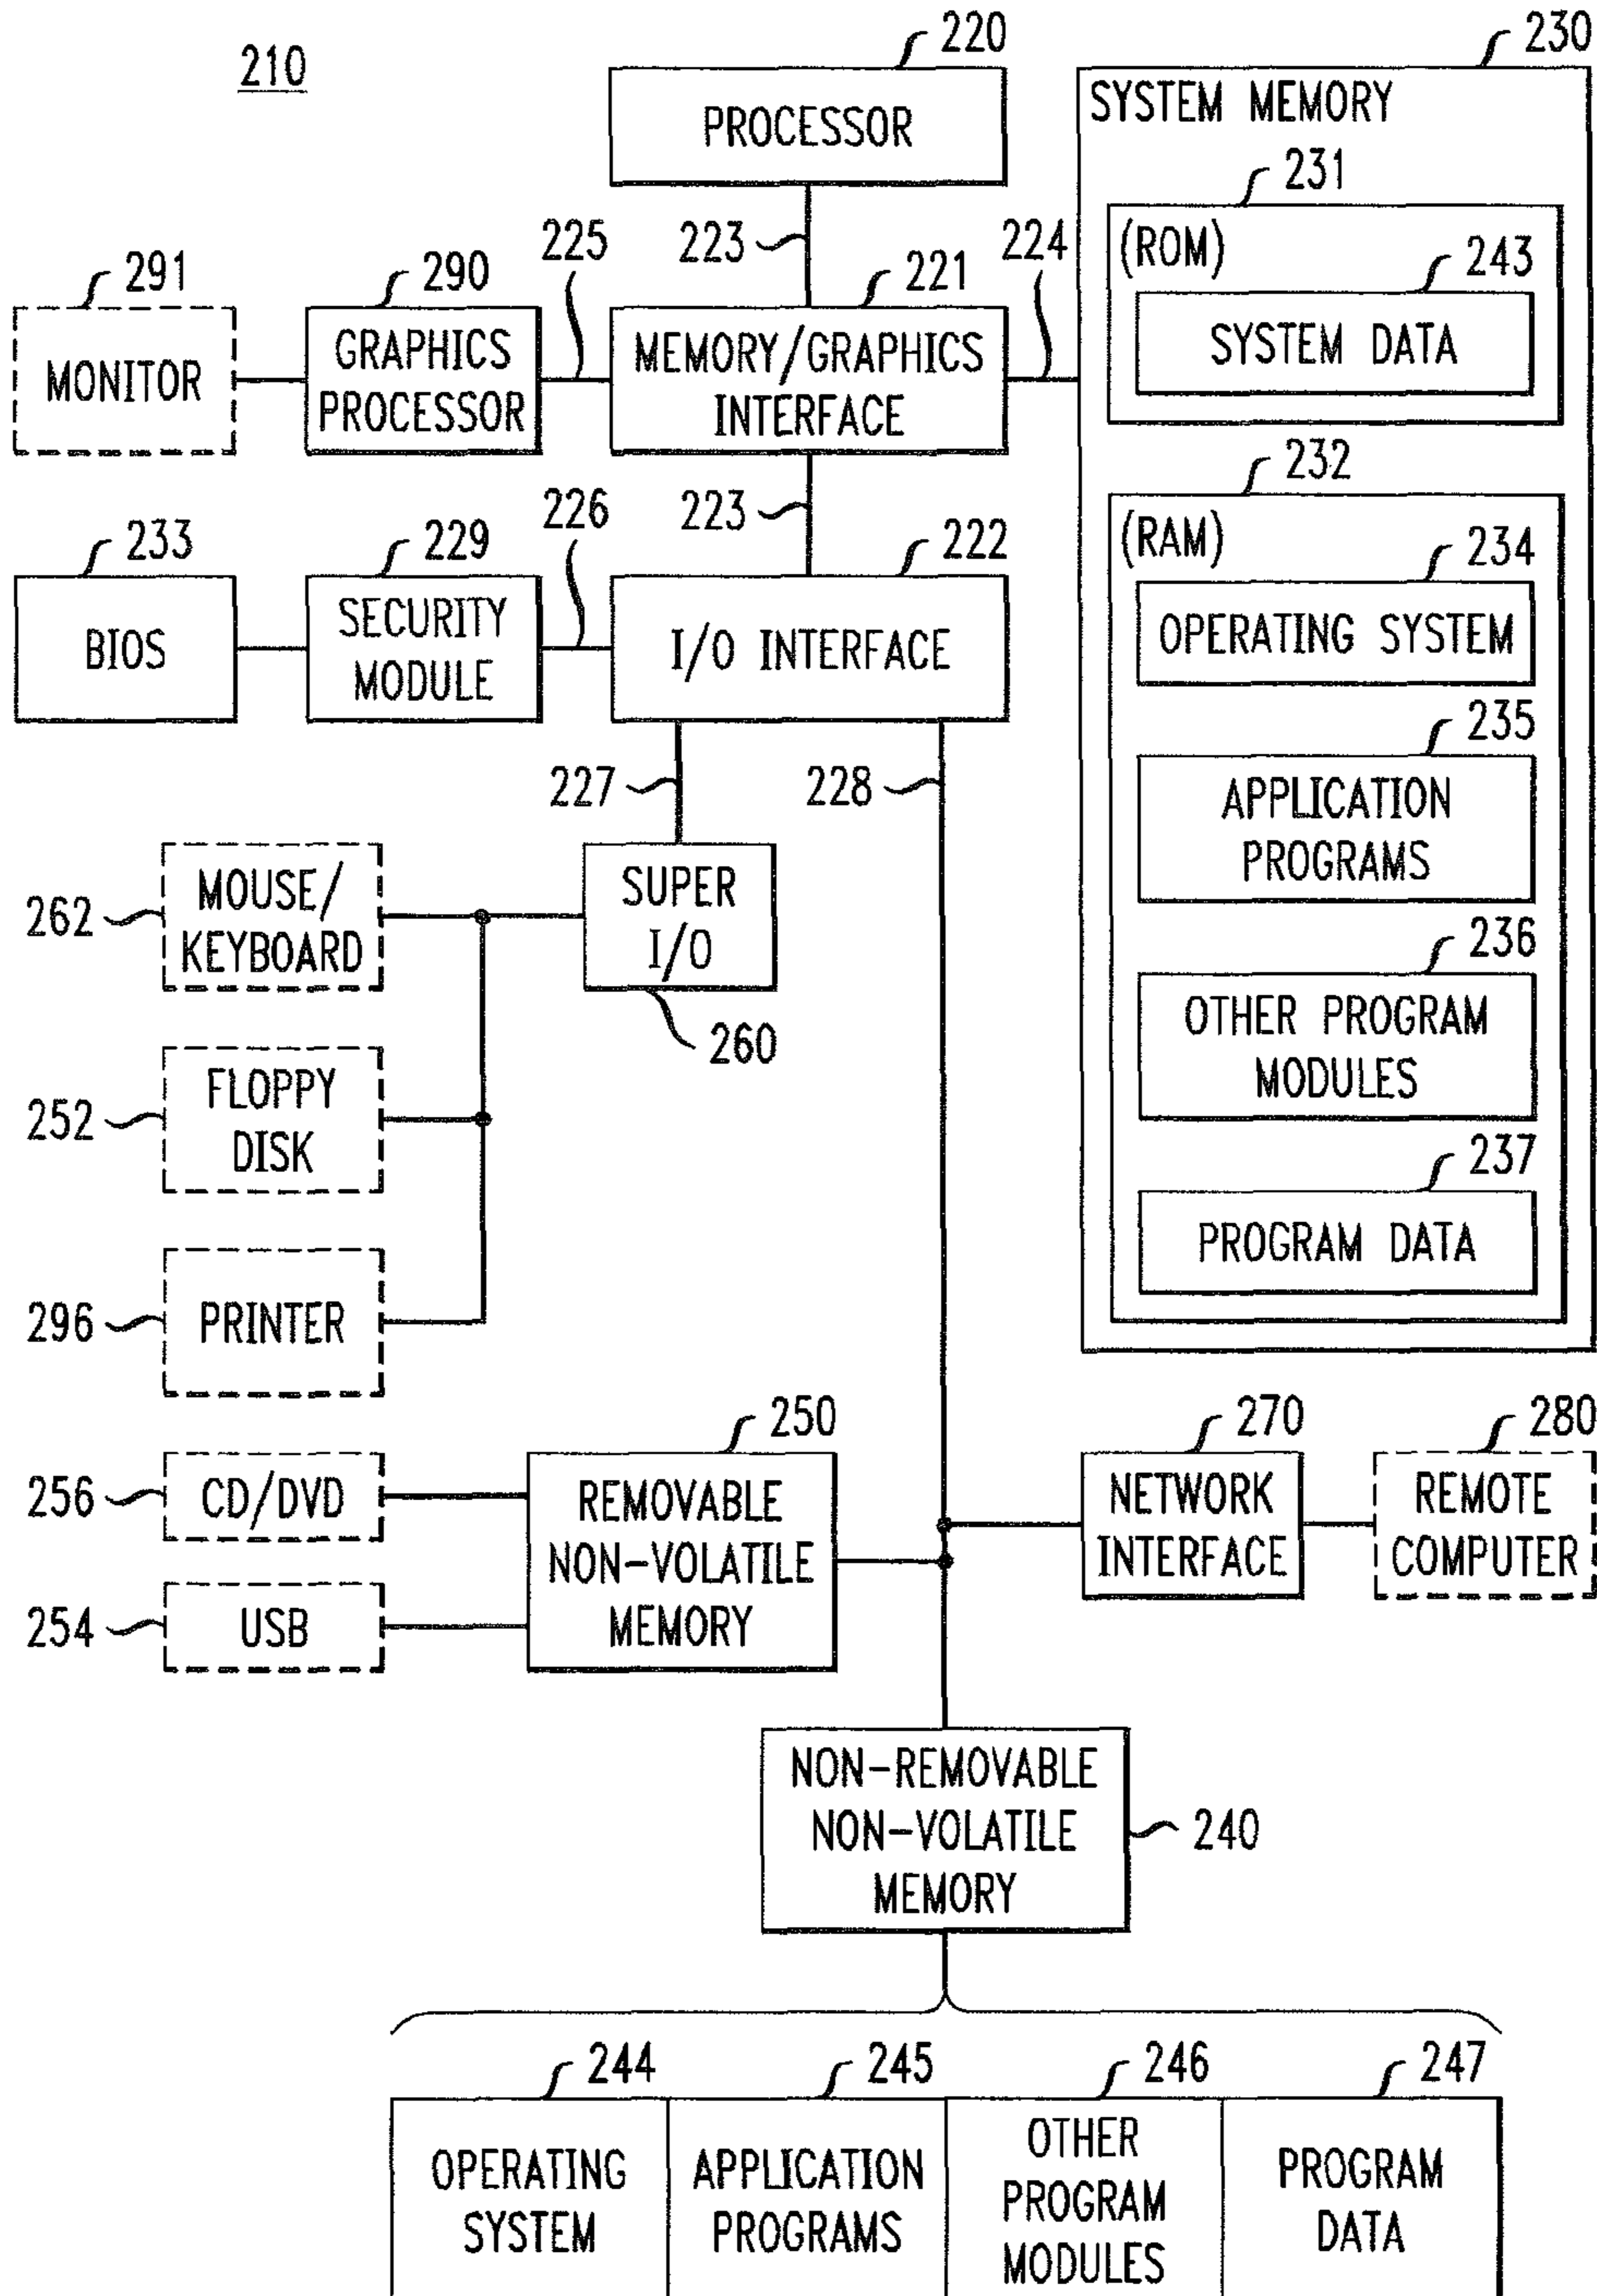 210
220
PROCESSOR
230
SYSTEM MEMORY
231
(ROM)
243
SYSTEM DATA
223
225
224
291
MONITOR
290
GRAPHICS
PROCESSOR
221
MEMORY/GRAPHICS
INTERFACE
232
(RAM)
234
OPERATING SYSTEM
235
APPLICATION
PROGRAMS
236
OTHER PROGRAM
MODULES
237
PROGRAM DATA
223
226
233
BIOS
229
SECURITY
MODULE
222
I/O INTERFACE
227
228
262
MOUSE/
KEYBOARD
SUPER
I/O
260
252
FLOPPY
DISK
296
PRINTER
256
CD/DVD
254
USB
250
REMOVABLE
NON-VOLATILE
MEMORY
270
NETWORK
INTERFACE
280
REMOTE
COMPUTER
NON-REMOVABLE
NON-VOLATILE
MEMORY
240
244
OPERATING
SYSTEM
245
APPLICATION
PROGRAMS
246
OTHER
PROGRAM
MODULES
247
PROGRAM
DATA